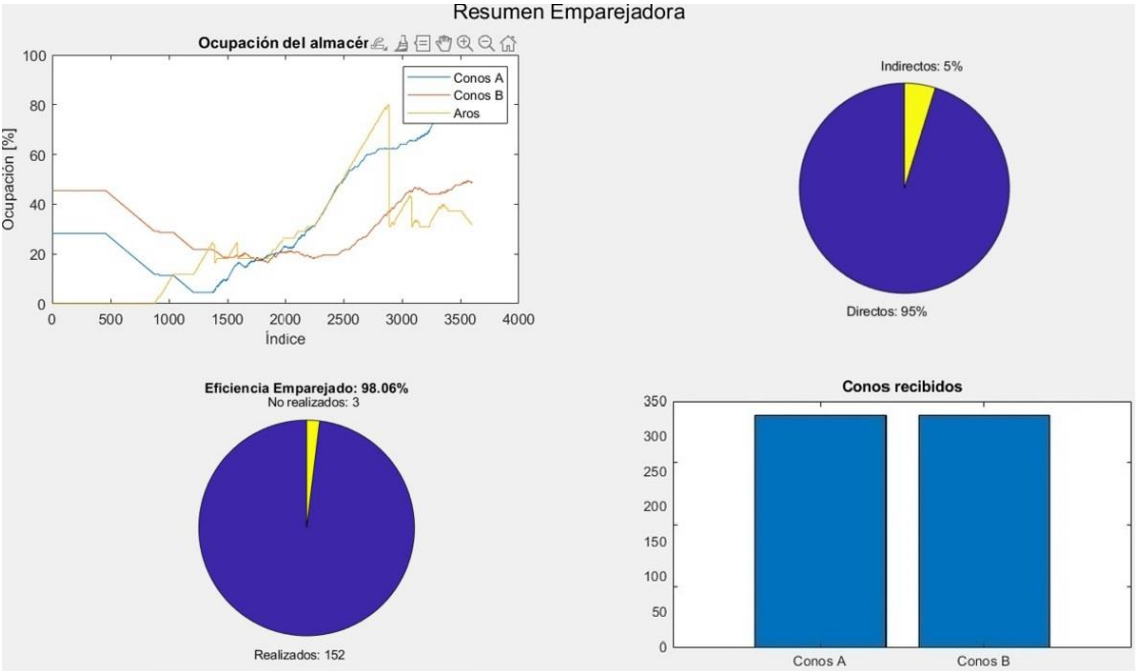 Resumen Emparejadora
Ocupación del almacér
100
80
60
40
20
0
Ocupación [%]
Conos A
Conos B
Aros
0 500 1000 1500 2000 2500 3000 3500 4000
Índice
Indirectos: 5%
Directos: 95%
Eficiencia Emparejado: 98.06%
No realizados: 3
Realizados: 152
Conos recibidos
350
300
250
200
150
100
50
0
Conos A Conos B